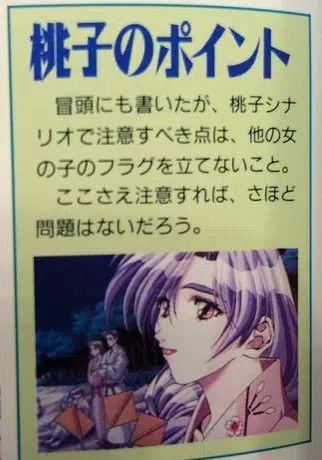 桃子のポイント
　冒頭にも書いたが、桃子シナ
リオで注意すべき点は、他の女
の子のフラグを立てないこと。
　ここさえ注意すれば、さほど
問題はないだろう。